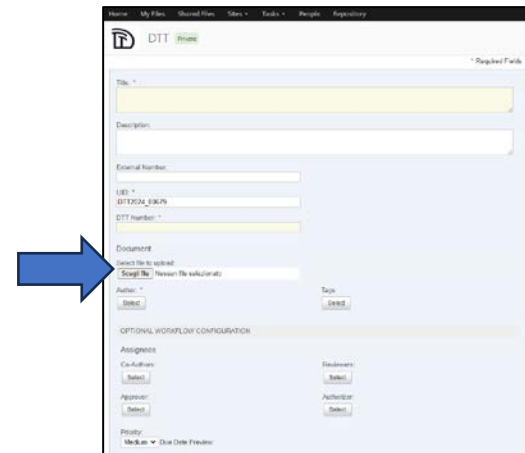 Home My Files Shared Files Sites Tasks People Repository
DTT Private
* Required Fields
Title: *
Description:
External Number:
UID: *
DTT2024_03679
DTT Number: *
Document
Select file to upload:
Scegli file Nessun file selezionato
Author: * Tags
Select Select
OPTIONAL WORKFLOW CONFIGURATION
Assignees
Co-Authors: Reviewers:
Select Select
Approver: Authorizer:
Select Select
Priority:
Medium Due Date Preview: